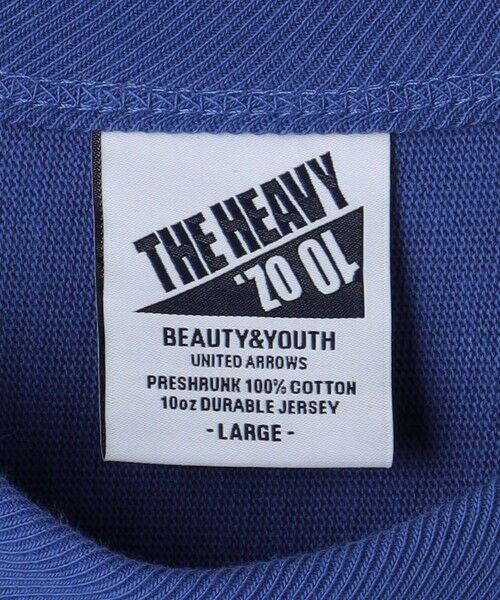 THE HEAVY
10 OZ.
BEAUTY&YOUTH
UNITED ARROWS
PRESHRUNK 100% COTTON
10oz DURABLE JERSEY
- LARGE -